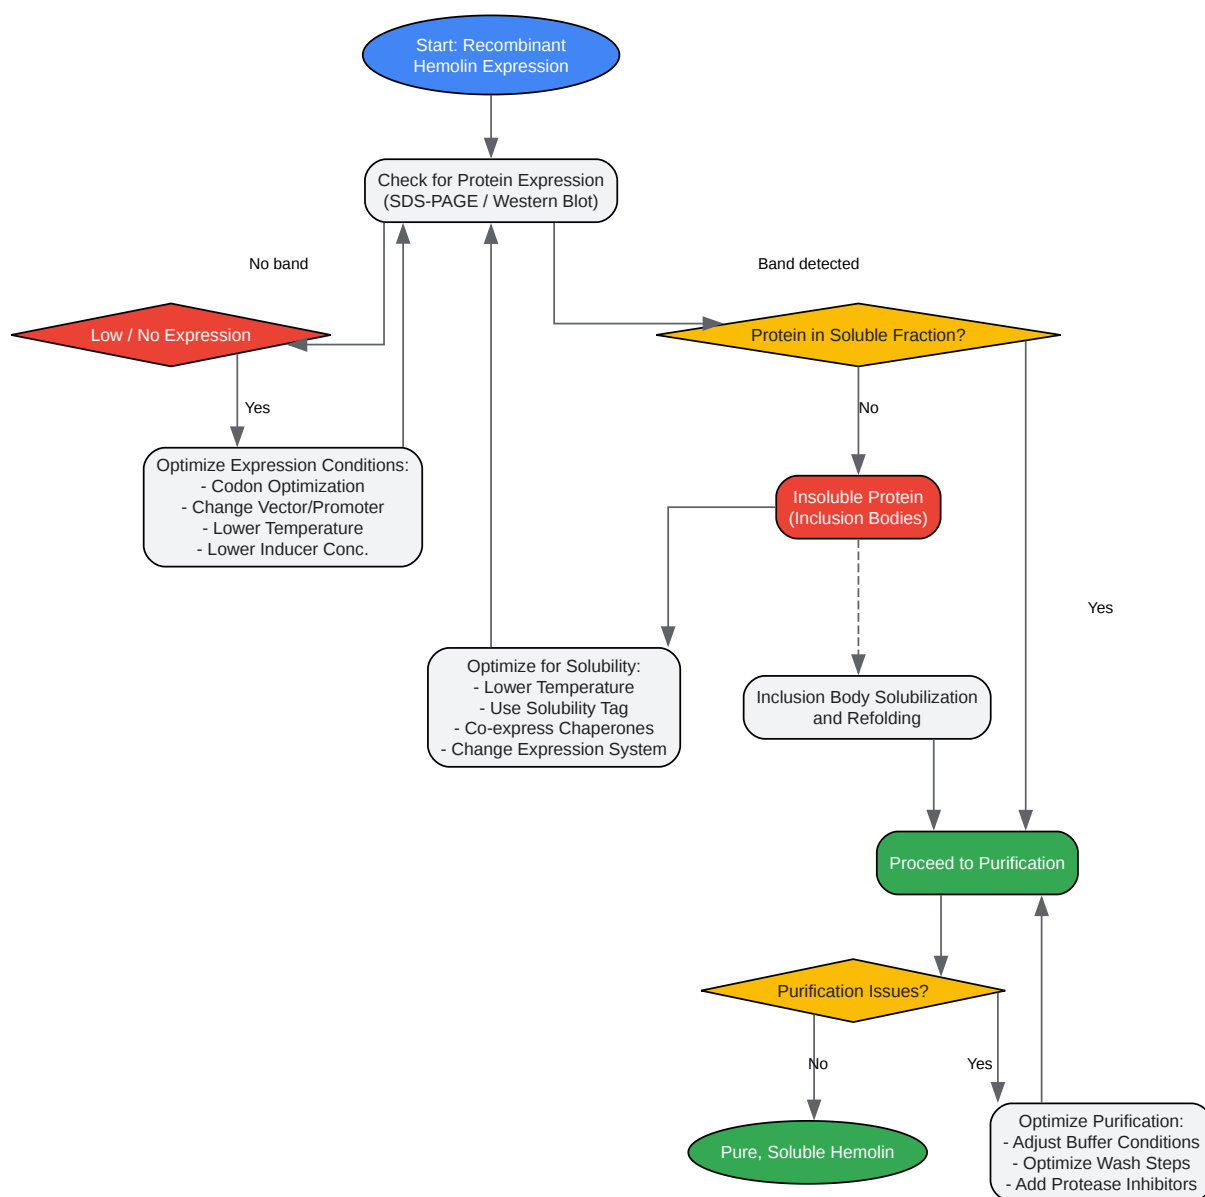 Start: Recombinant
Hemolin Expression
Check for Protein Expression
(SDS-PAGE / Western Blot)
No band
Band detected
Low / No Expression
Protein in Soluble Fraction?
Yes
No
Optimize Expression Conditions:
- Codon Optimization
- Change Vector/Promoter
- Lower Temperature
- Lower Inducer Conc.
Insoluble Protein
(Inclusion Bodies)
Yes
Optimize for Solubility:
- Lower Temperature
- Use Solubility Tag
- Co-express Chaperones
- Change Expression System
Inclusion Body Solubilization
and Refolding
Proceed to Purification
Purification Issues?
No
Yes
Pure, Soluble Hemolin
Optimize Purification:
- Adjust Buffer Conditions
- Optimize Wash Steps
- Add Protease Inhibitors